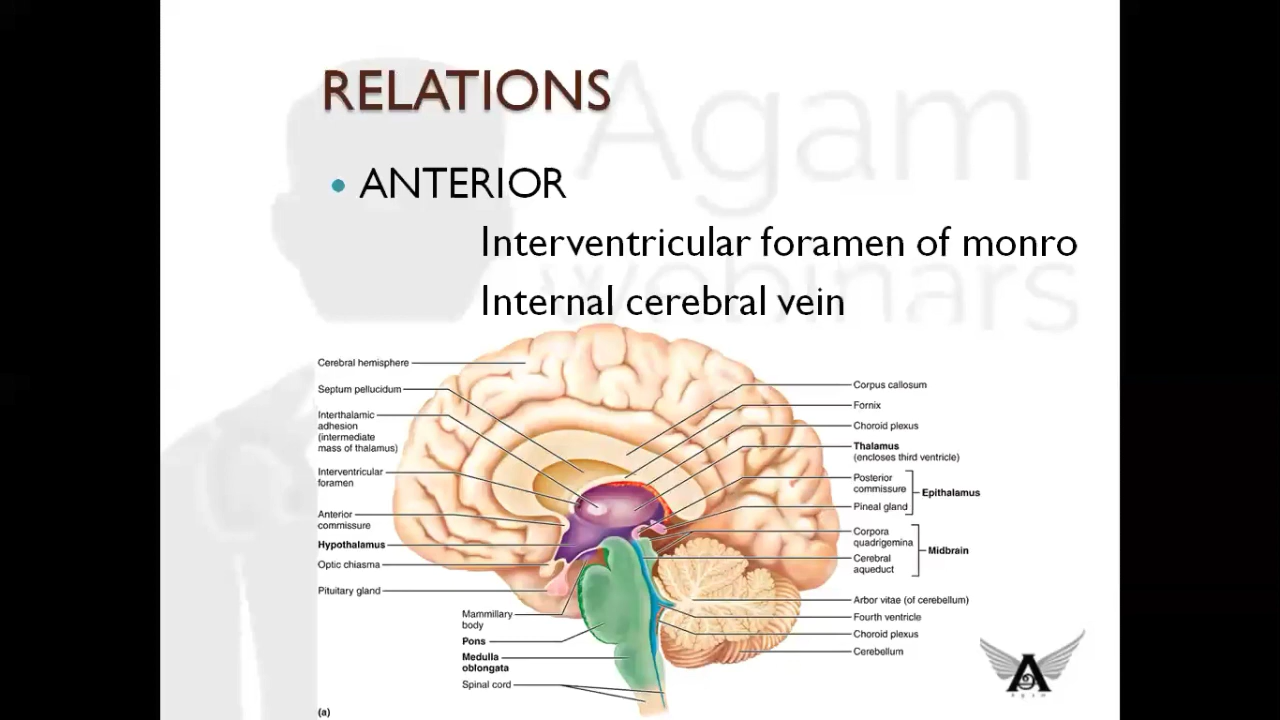 Agam
webinars
RELATIONS
• ANTERIOR
Interventricular foramen of monro
Internal cerebral vein
Cerebral hemisphere
Septum pellucidum
Interthalamic
adhesion
(intermediate
mass of thalamus)
Interventricular
foramen
Anterior
commissure
Hypothalamus
Optic chiasma
Pituitary gland
Mammillary
body
Pons
Medulla
oblongata
Spinal cord
(a)
Corpus callosum
Fornix
Choroid plexus
Thalamus
(encloses third ventricle)
Posterior
commissure
Pineal gland
Epithalamus
Corpora
quadrigemina
Cerebral
aqueduct
Midbrain
Arbor vitae (of cerebellum)
Fourth ventricle
Choroid plexus
Cerebellum
A
agam